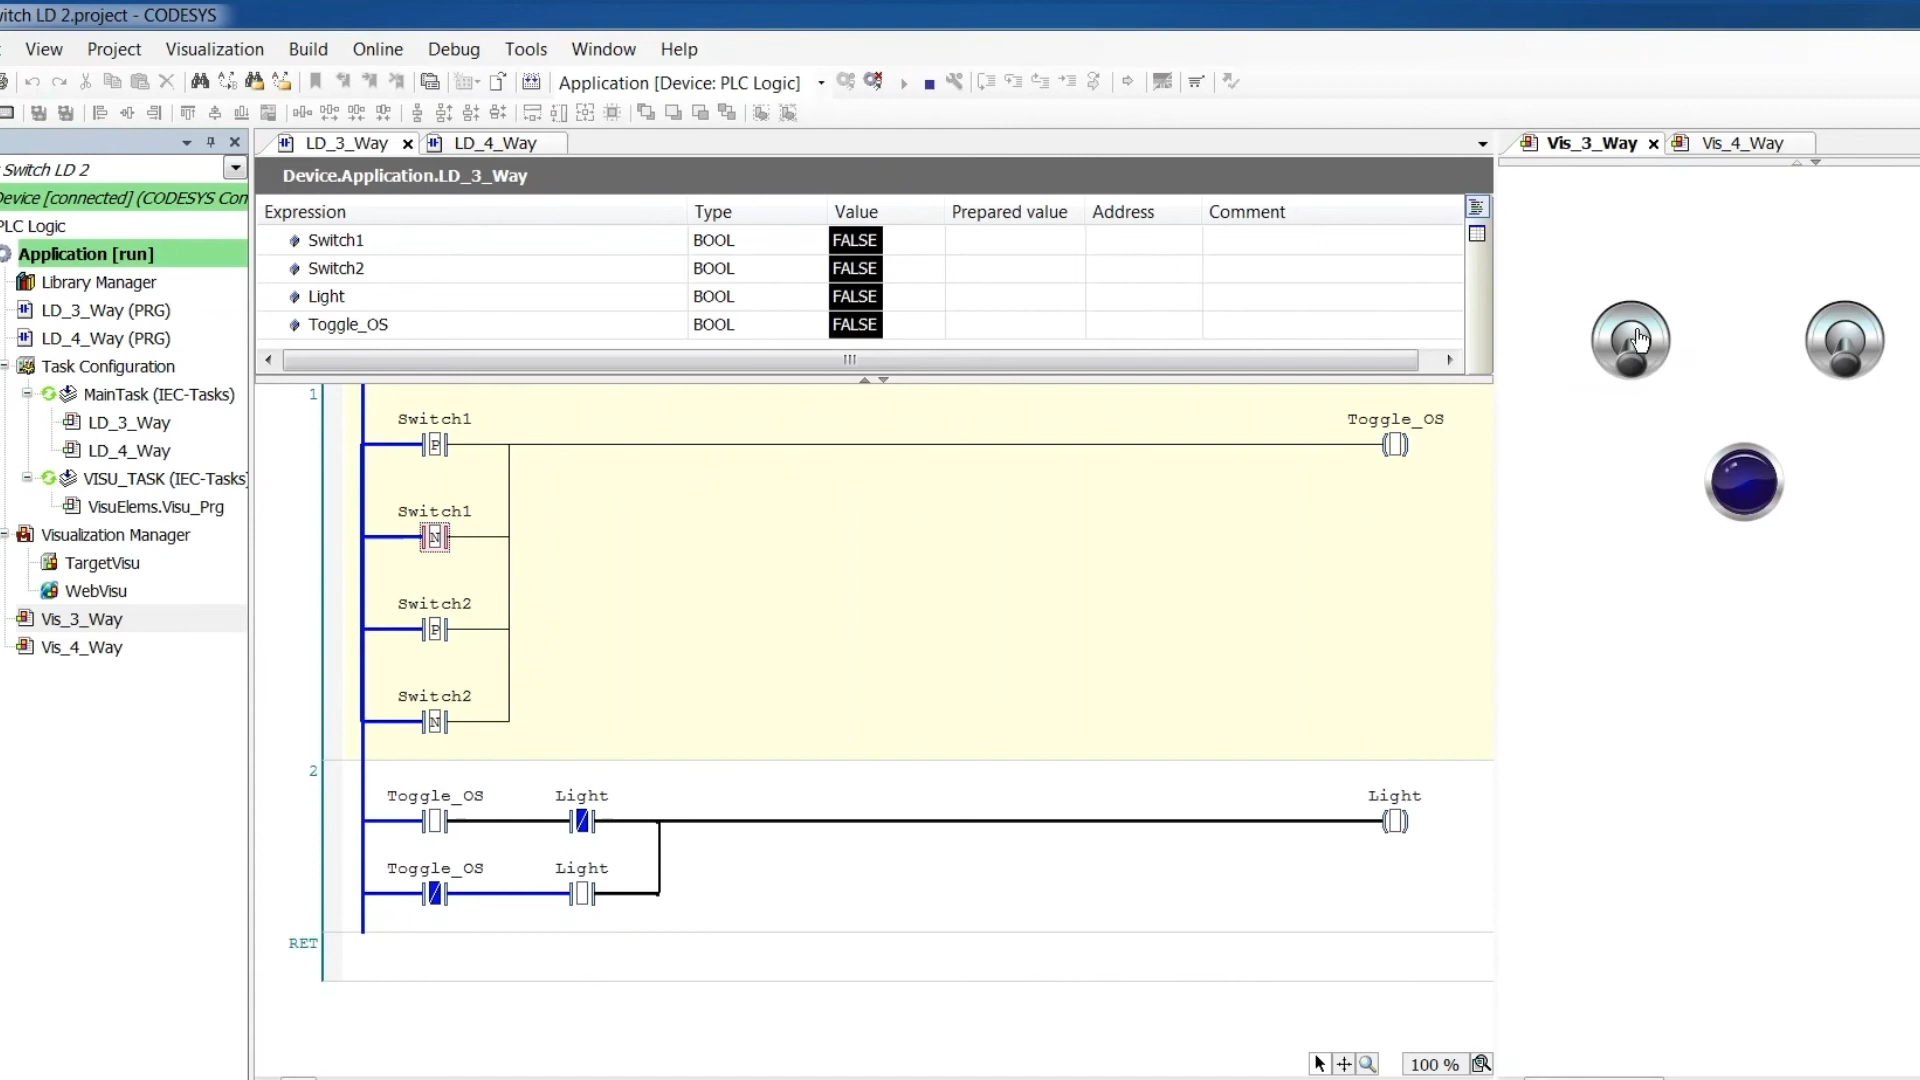 witch LD 2.project - CODESYS
View Project Visualization Build Online Debug Tools Window Help
Application [Device: PLC Logic]
LD_3_Way LD_4_Way
Vis_3_Way Vis_4_Way
Switch LD 2
Device [connected] (CODESYS Con
PLC Logic
Application [run]
Library Manager
LD_3_Way (PRG)
LD_4_Way (PRG)
Task Configuration
MainTask (IEC-Tasks)
LD_3_Way
LD_4_Way
VISU_TASK (IEC-Tasks)
VisuElems.Visu_Prg
Visualization Manager
TargetVisu
WebVisu
Vis_3_Way
Vis_4_Way
Device.Application.LD_3_Way
Expression Type Value Prepared value Address Comment
Switch1 BOOL FALSE
Switch2 BOOL FALSE
Light BOOL FALSE
Toggle_OS BOOL FALSE
1
Switch1 Toggle_OS
P
Switch1
N
Switch2
P
Switch2
N
2
Toggle_OS Light Light
Toggle_OS Light
RET
100 %